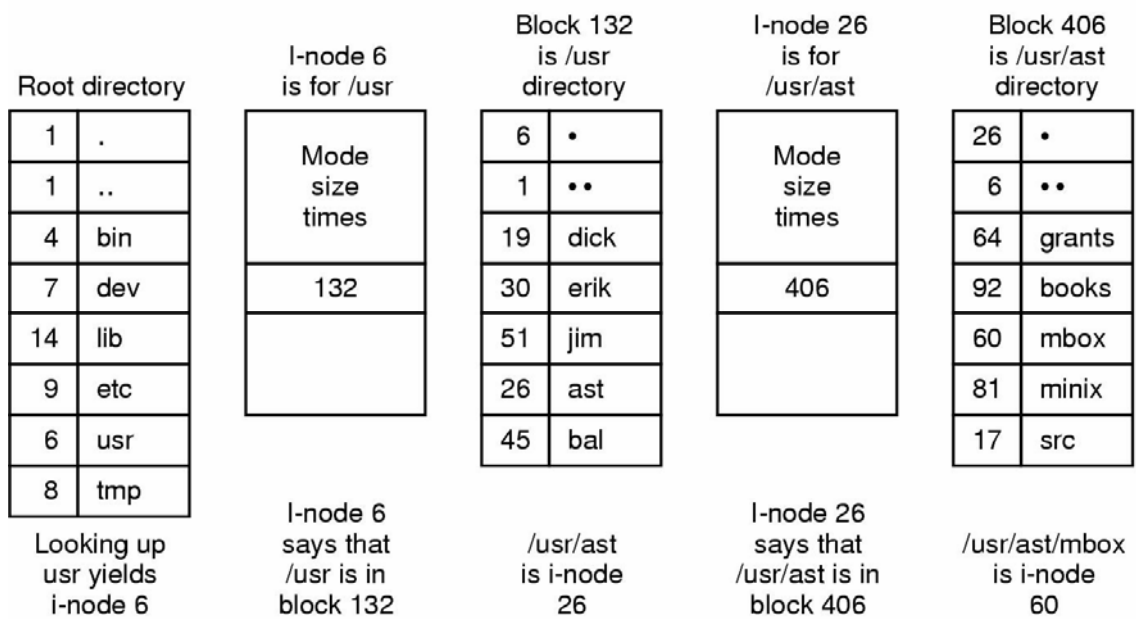 Root directory
1 .
1 ..
4 bin
7 dev
14 lib
9 etc
6 usr
8 tmp
Looking up
usr yields
i-node 6
I-node 6
is for /usr
Mode
size
times
132
I-node 6
says that
/usr is in
block 132
Block 132
is /usr
directory
6 •
1 ••
19 dick
30 erik
51 jim
26 ast
45 bal
/usr/ast
is i-node
26
I-node 26
is for
/usr/ast
Mode
size
times
406
I-node 26
says that
/usr/ast is in
block 406
Block 406
is /usr/ast
directory
26 •
6 ••
64 grants
92 books
60 mbox
81 minix
17 src
/usr/ast/mbox
is i-node
60